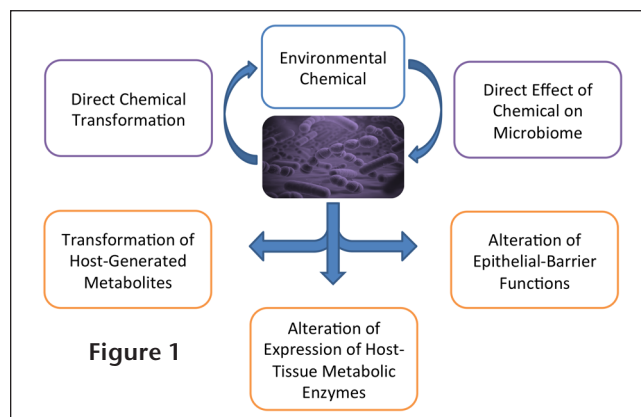 Environmental
Chemical
Direct Chemical
Transformation
Direct Effect of
Chemical on
Microbiome
Transformation of
Host-Generated
Metabolites
Alteration of
Epithelial-Barrier
Functions
Alteration of
Expression of Host-
Tissue Metabolic
Enzymes
Figure 1